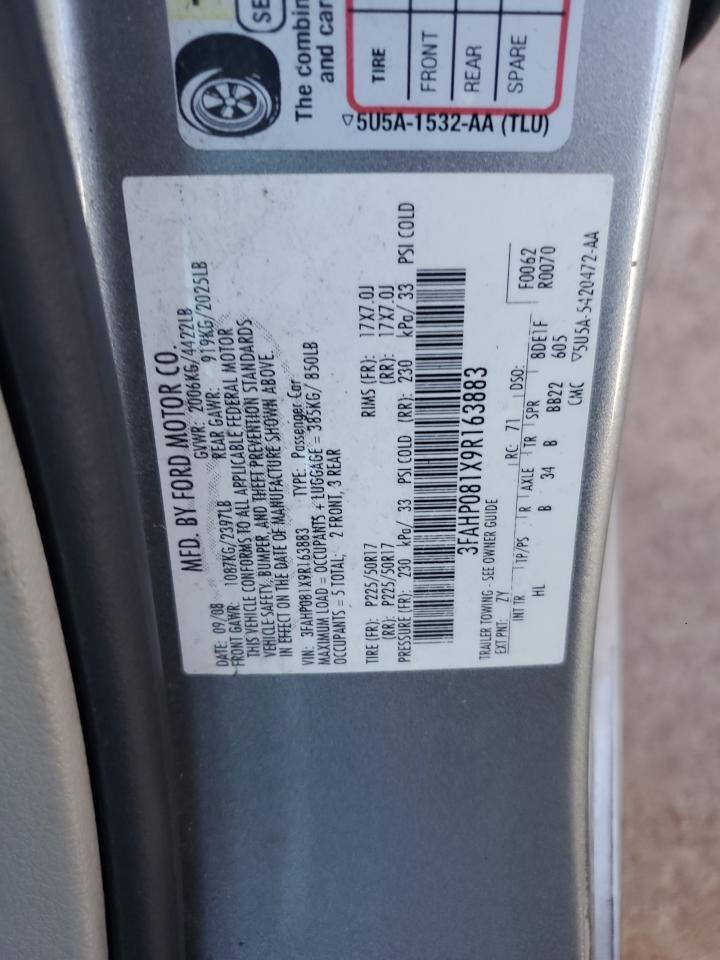 SE
The combin
and car
TIRE
FRONT
REAR
SPARE
▽5U5A-1532-AA (TLU)
MFD. BY FORD MOTOR CO.
DATE: 09/08 GVWR: 2006KG/4422LB
FRONT GAWR: 1087KG/2397LB REAR GAWR: 919KG/2025LB
THIS VEHICLE CONFORMS TO ALL APPLICABLE FEDERAL MOTOR
VEHICLE SAFETY, BUMPER, AND THEFT PREVENTION STANDARDS
IN EFFECT ON THE DATE OF MANUFACTURE SHOWN ABOVE.
VIN: 3FAHP081X9R163883 TYPE: Passenger Car
MAXIMUM LOAD = OCCUPANTS + LUGGAGE = 385KG/ 850LB
OCCUPANTS = 5 TOTAL: 2 FRONT, 3 REAR
TIRE (FR): P225/50R17 RIMS (FR): 17X7.0J
(RR): P225/50R17 (RR): 17X7.0J
PRESSURE (FR): 230 kPa/ 33 PSI COLD (RR): 230 kPa/ 33 PSI COLD
3FAHP081X9R163883
TRAILER TOWING - SEE OWNER GUIDE
EXT PNT: ZY RC: 71 DSO: F0062
R0070
INT TR TP/PS R AXLE TR SPR 8DE1F
HL B 34 B BB22 605
CMC ▽5U5A-5420472-AA